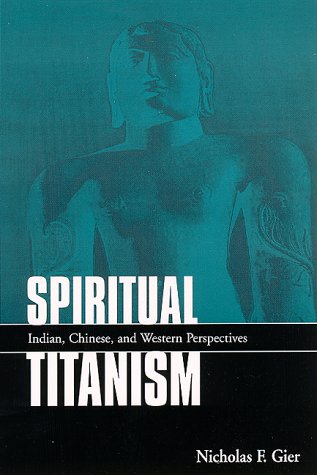 SPIRITUAL
Indian, Chinese, and Western Perspectives
TITANISM
Nicholas F. Gier